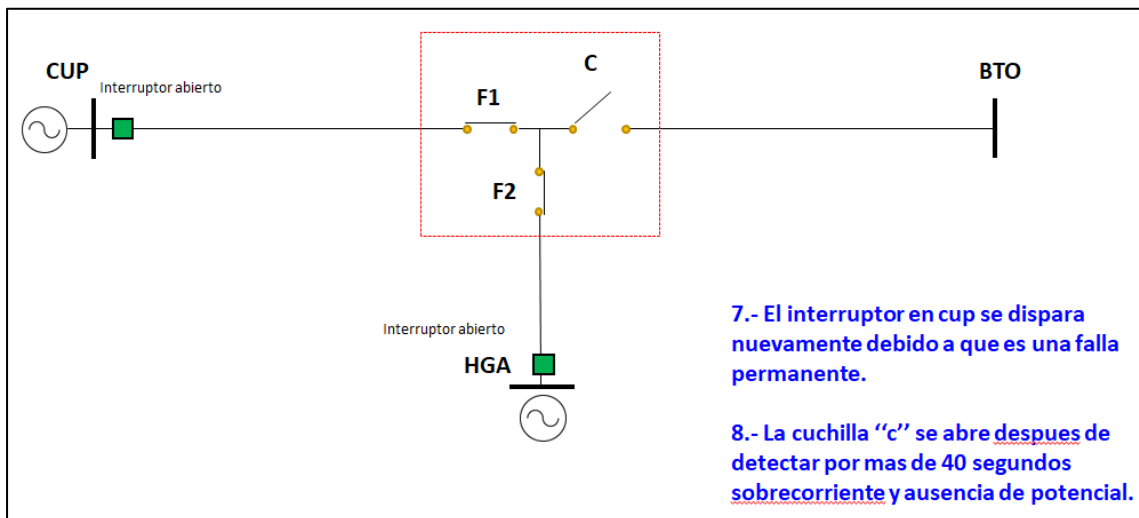 CUP
Interruptor abierto
F1
C
BTO
F2
Interruptor abierto
HGA
7.- El interruptor en cup se dispara
nuevamente debido a que es una falla
permanente.
8.- La cuchilla ‘‘c’’ se abre despues de
detectar por mas de 40 segundos
sobrecorriente y ausencia de potencial.